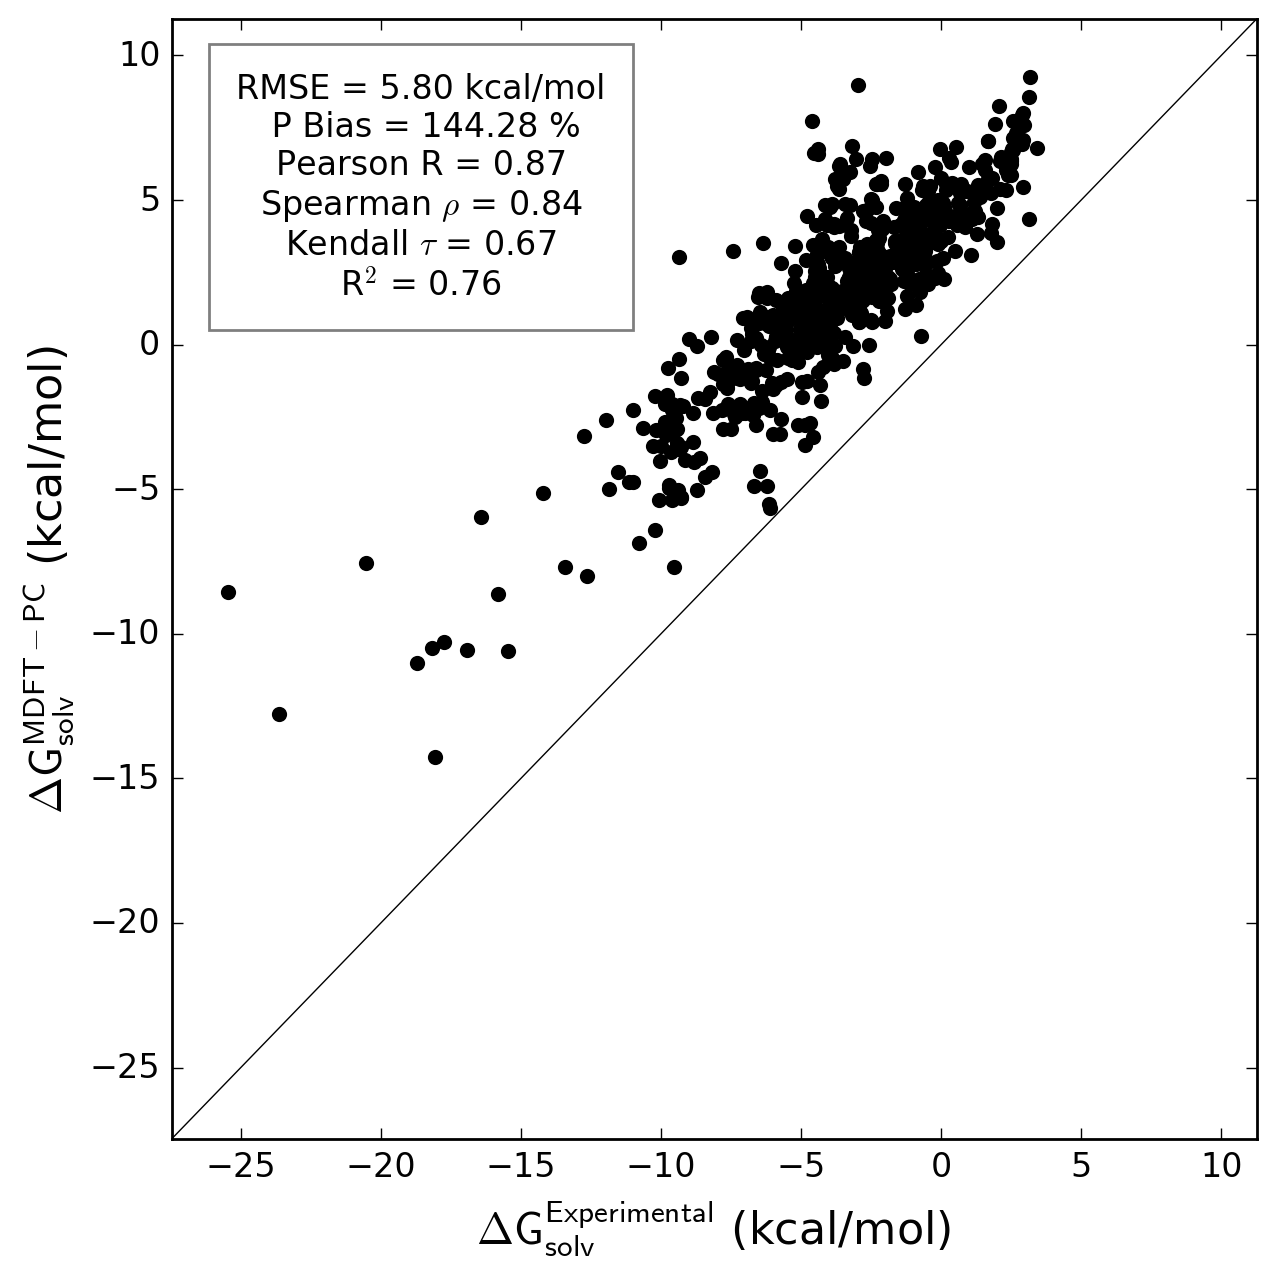 10
5
0
−5
−10
−15
−20
−25
RMSE = 5.80 kcal/mol
P Bias = 144.28 %
Pearson R = 0.87
Spearman ρ = 0.84
Kendall τ = 0.67
R² = 0.76
ΔG_solv^MDFT−PC (kcal/mol)
−25 −20 −15 −10 −5 0 5 10
ΔG_solv^Experimental (kcal/mol)